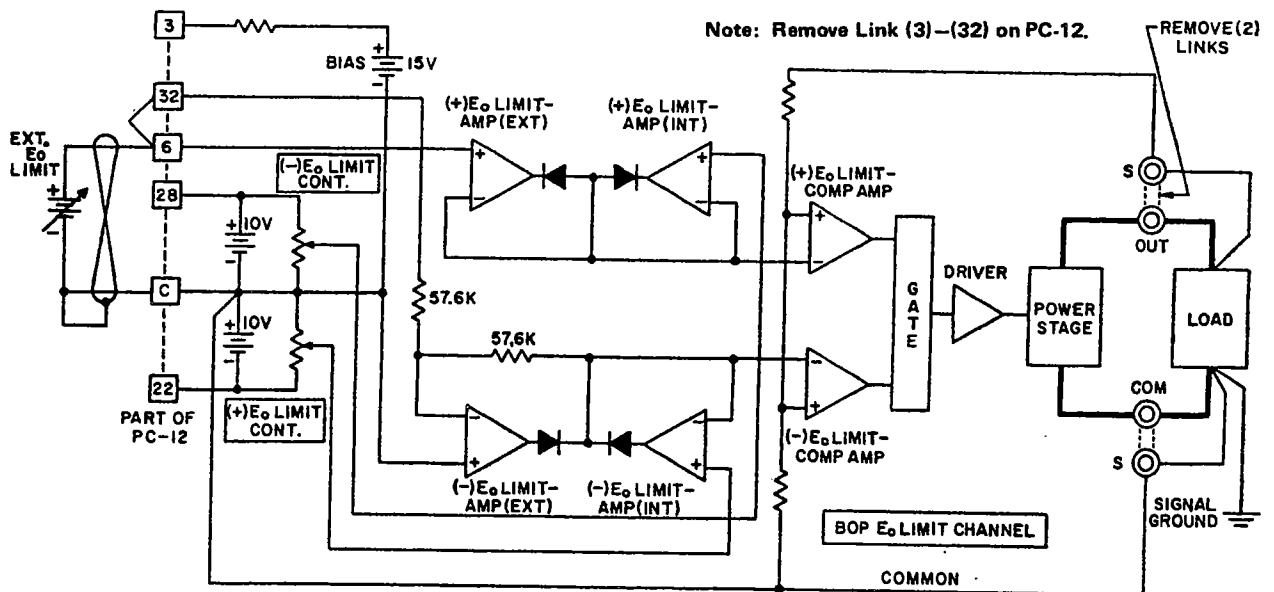 3
Note: Remove Link (3)–(32) on PC-12.
REMOVE(2)
LINKS
+
BIAS
15V
-
32
(+)E₀ LIMIT-
AMP(EXT)
(+)E₀ LIMIT-
AMP(INT)
EXT.
E₀
LIMIT
6
+
-
+
-
(-)E₀ LIMIT
CONT.
(+)E₀ LIMIT-
COMP AMP
S
28
+
10V
-
+
-
+
-
OUT
C
57.6K
DRIVER
GATE
POWER
STAGE
LOAD
+
10V
-
57.6K
22
-
+
COM
PART OF
PC-12
(+)E₀ LIMIT
CONT.
-
+
-
+
(-)E₀ LIMIT-
COMP AMP
S
(-)E₀ LIMIT-
AMP(EXT)
(-)E₀ LIMIT-
AMP(INT)
SIGNAL
GROUND
BOP E₀ LIMIT CHANNEL
COMMON